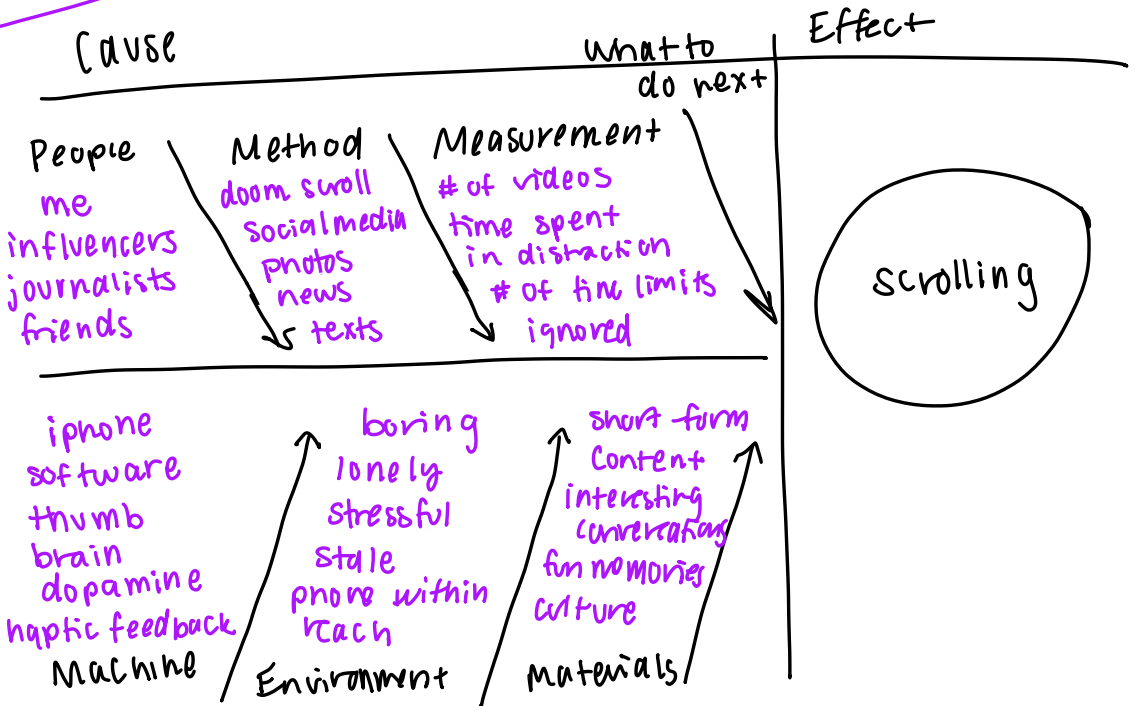 Cause
What to
do next
Effect
People
me
influencers
journalists
friends
Method
doom scroll
social media
photos
news
texts
Measurement
# of videos
time spent
in distraction
# of time limits
ignored
scrolling
iphone
software
thumb
brain
dopamine
haptic feedback
Machine
boring
lonely
stressful
stale
phone within
reach
Environment
short form
content
interesting
conversations
fun memories
culture
Materials